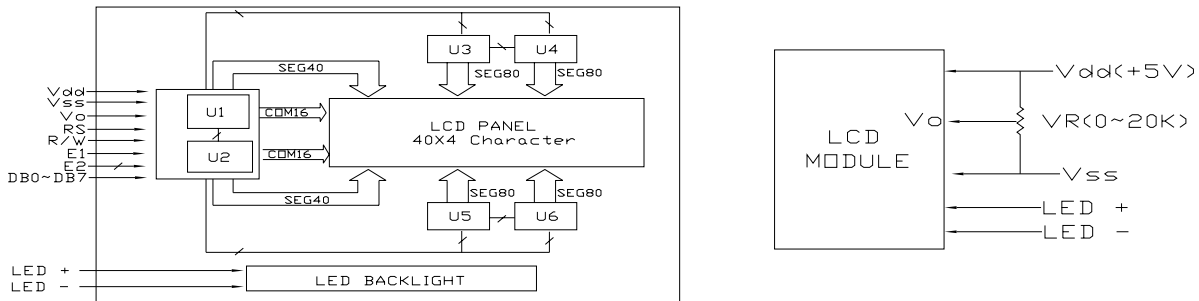 U3
U4
SEG40
SEG80
SEG80
Vdd
Vss
Vo
RS
R/W
E1
E2
DB0~DB7
U1
U2
COM16
COM16
LCD PANEL
40X4 Character
SEG40
SEG80
SEG80
U5
U6
LED +
LED -
LED BACKLIGHT
LCD
MODULE
Vdd(+5V)
Vo
VR(0~20K)
Vss
LED +
LED -